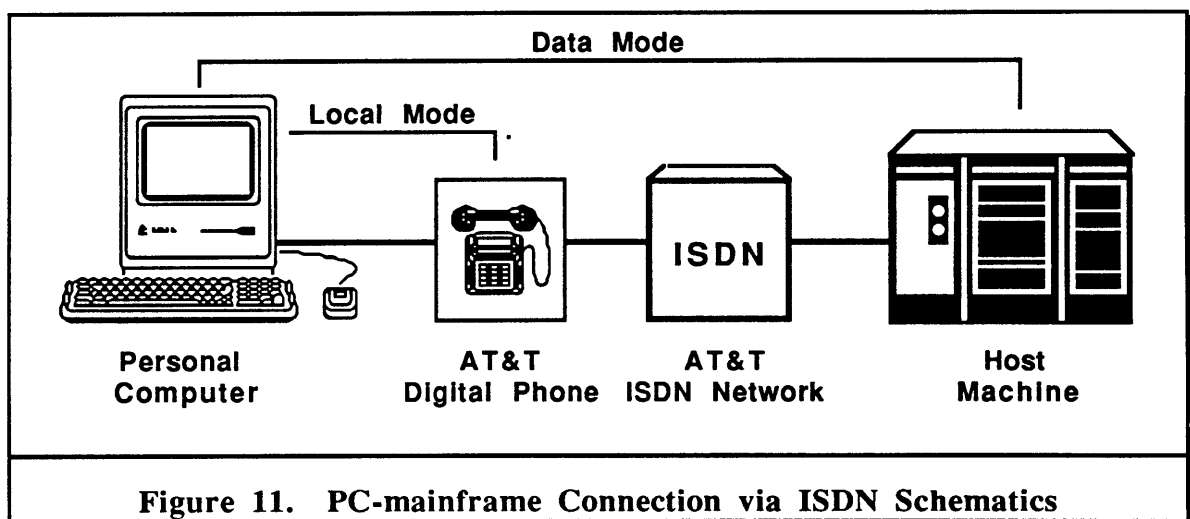 Data Mode
Local Mode
ISDN
Personal
Computer
AT&T
Digital Phone
AT&T
ISDN Network
Host
Machine
Figure 11. PC-mainframe Connection via ISDN Schematics